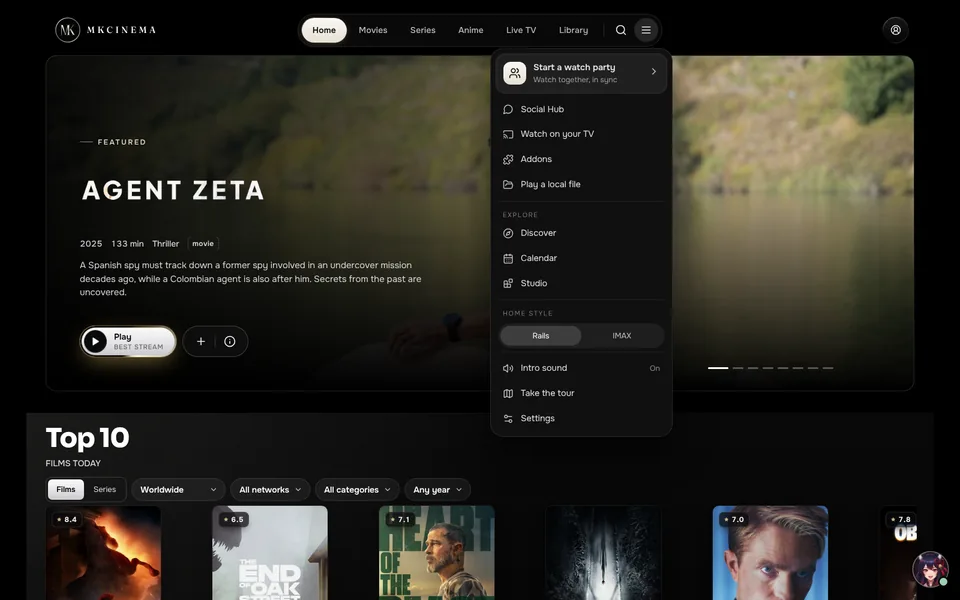 MK MKCINEMA
Home Movies Series Anime Live TV Library
Start a watch party
Watch together, in sync
Social Hub
Watch on your TV
Addons
Play a local file
EXPLORE
Discover
Calendar
Studio
HOME STYLE
Rails IMAX
Intro sound On
Take the tour
Settings
FEATURED
AGENT ZETA
2025 133 min Thriller movie
A Spanish spy must track down a former spy involved in an undercover mission
decades ago, while a Colombian agent is also after him. Secrets from the past are
uncovered.
Play
BEST STREAM
Top 10
FILMS TODAY
Films Series Worldwide All networks All categories Any year
8.4
6.5
THE
END
OF OAK
STREET
7.1
HEART
OF
THE
7.0
7.8
OB